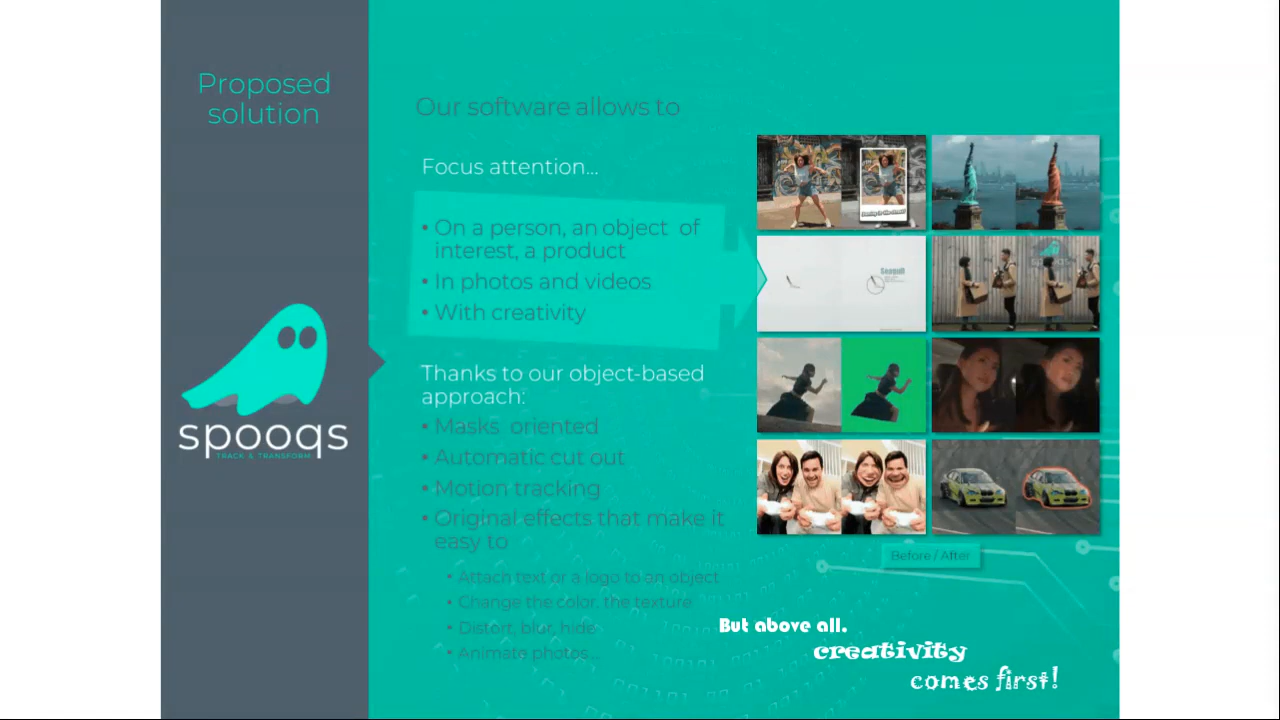 Proposed
solution
spooqs
TRACK & TRANSFORM
Our software allows to
Focus attention...
• On a person, an object of
interest, a product
• In photos and videos
• With creativity
Thanks to our object-based
approach:
• Masks oriented
• Automatic cut out
• Motion tracking
• Original effects that make it
easy to
• Attach text or a logo to an object
• Change the color, the texture
• Distort, blur, hide
• Animate photos...
Seagull
Before / After
But above all.
creativity
comes first!